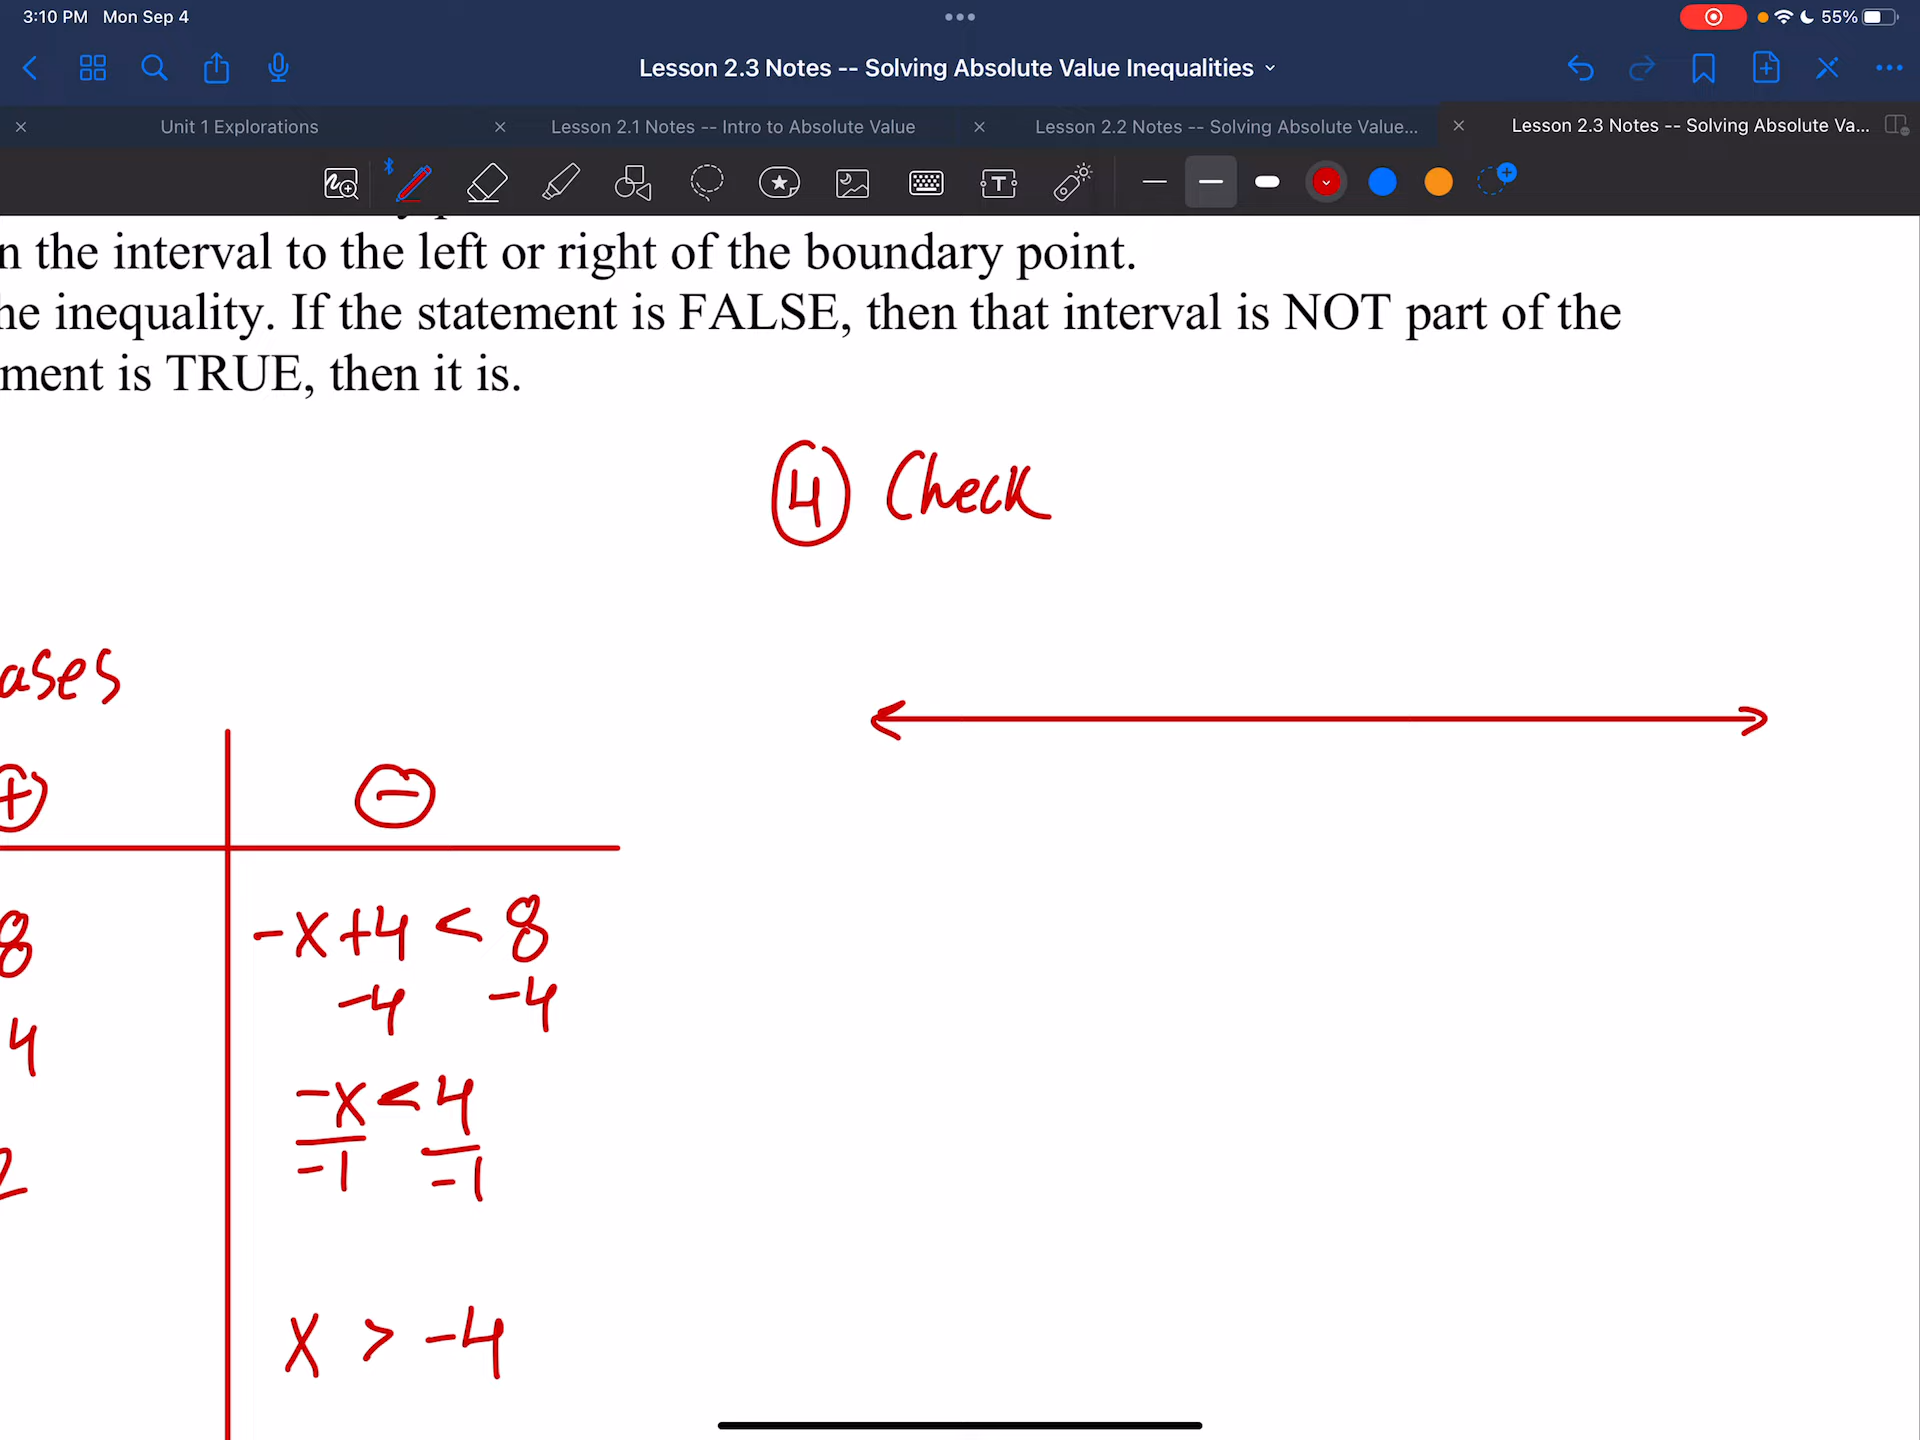 3:10 PM Mon Sep 4
55%
Lesson 2.3 Notes -- Solving Absolute Value Inequalities
Unit 1 Explorations
Lesson 2.1 Notes -- Intro to Absolute Value
Lesson 2.2 Notes -- Solving Absolute Value...
Lesson 2.3 Notes -- Solving Absolute Va...
n the interval to the left or right of the boundary point.
he inequality. If the statement is FALSE, then that interval is NOT part of the
ment is TRUE, then it is.
4 Check
ases
+ −
8 -x+4 < 8
-4 -4
4 -x < 4
-1 -1
2
x > -4